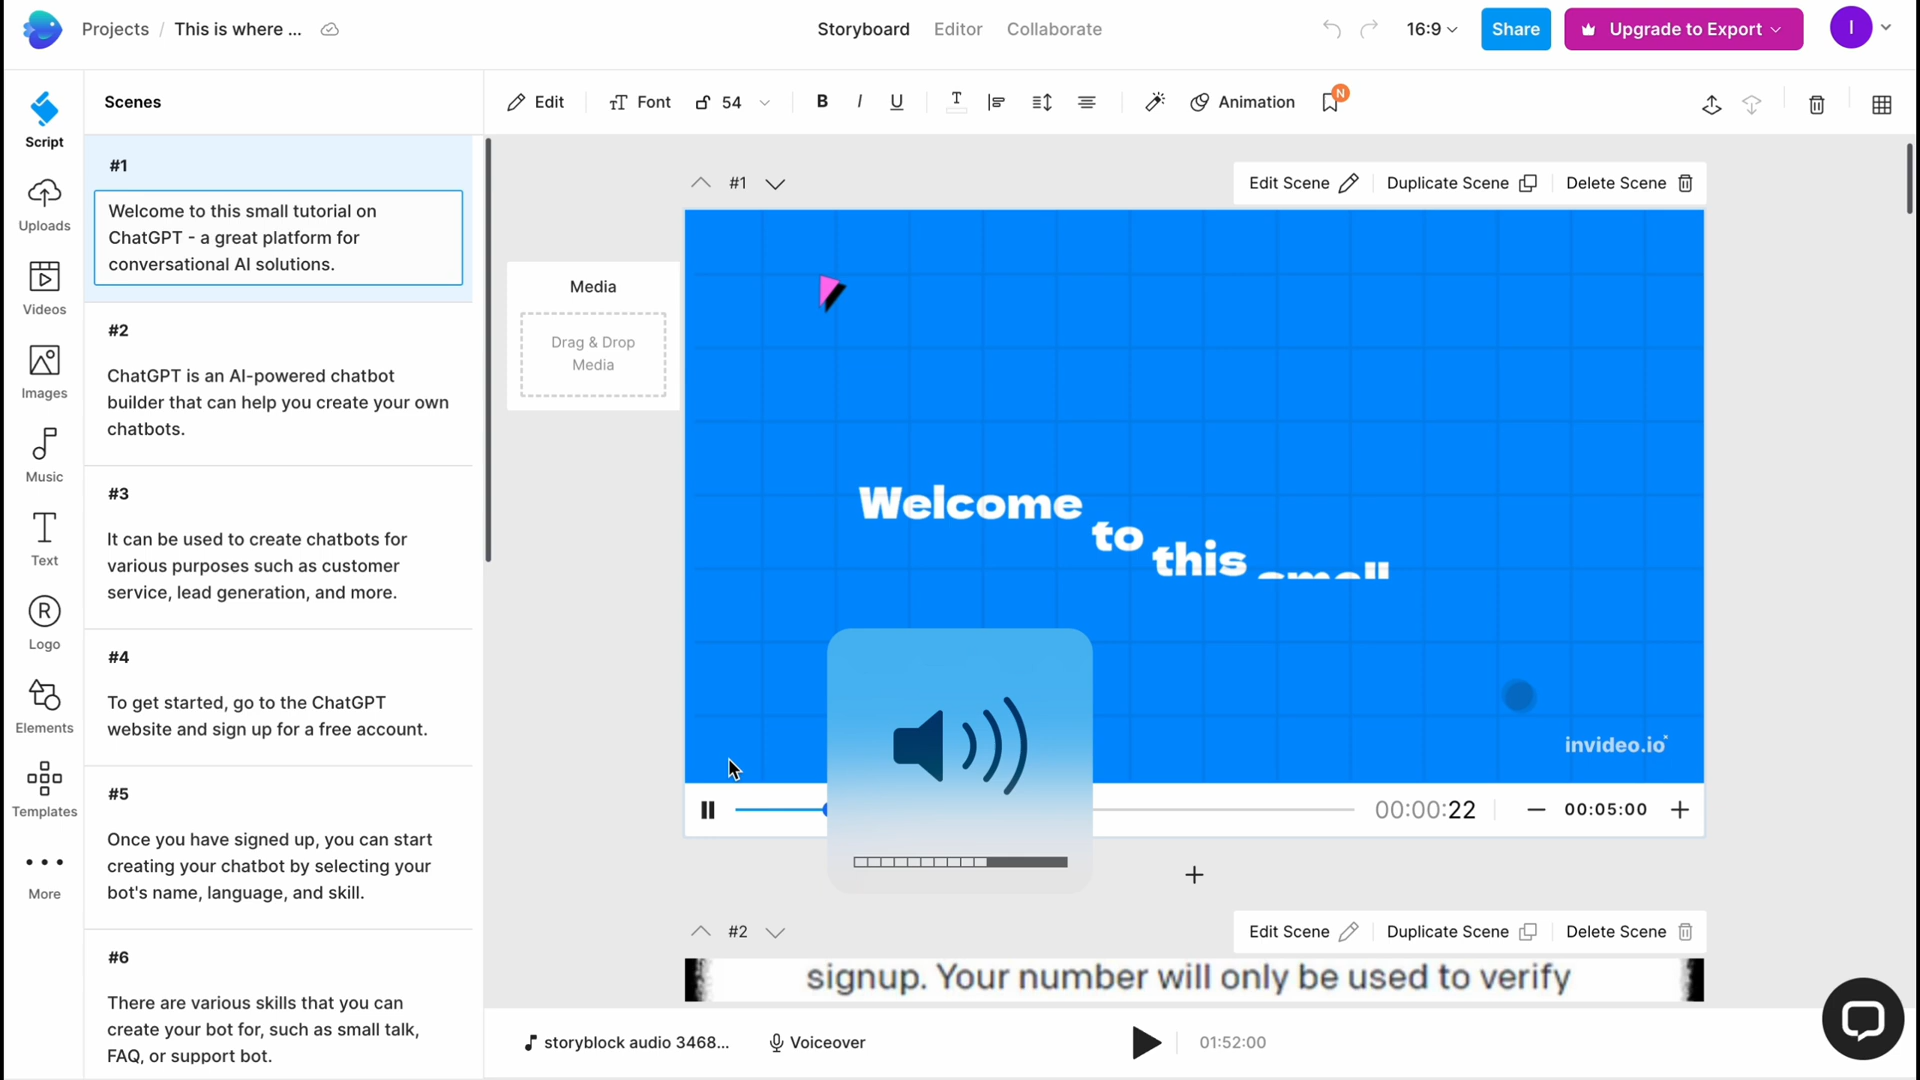 Projects / This is where ...
Storyboard Editor Collaborate
16:9
Share
Upgrade to Export
I
Script
Uploads
Videos
Images
Music
Text
R
Logo
Elements
Templates
More
Scenes
#1
Welcome to this small tutorial on
ChatGPT - a great platform for
conversational AI solutions.
#2
ChatGPT is an AI-powered chatbot
builder that can help you create your own
chatbots.
#3
It can be used to create chatbots for
various purposes such as customer
service, lead generation, and more.
#4
To get started, go to the ChatGPT
website and sign up for a free account.
#5
Once you have signed up, you can start
creating your chatbot by selecting your
bot's name, language, and skill.
#6
There are various skills that you can
create your bot for, such as small talk,
FAQ, or support bot.
Edit Font 54 B I U T Animation N
#1
Edit Scene Duplicate Scene Delete Scene
Media
Drag & Drop
Media
Welcome
to
this
small
invideo.io
00:00:22
00:05:00
#2
Edit Scene Duplicate Scene Delete Scene
signup. Your number will only be used to verify
storyblock audio 3468... Voiceover
01:52:00